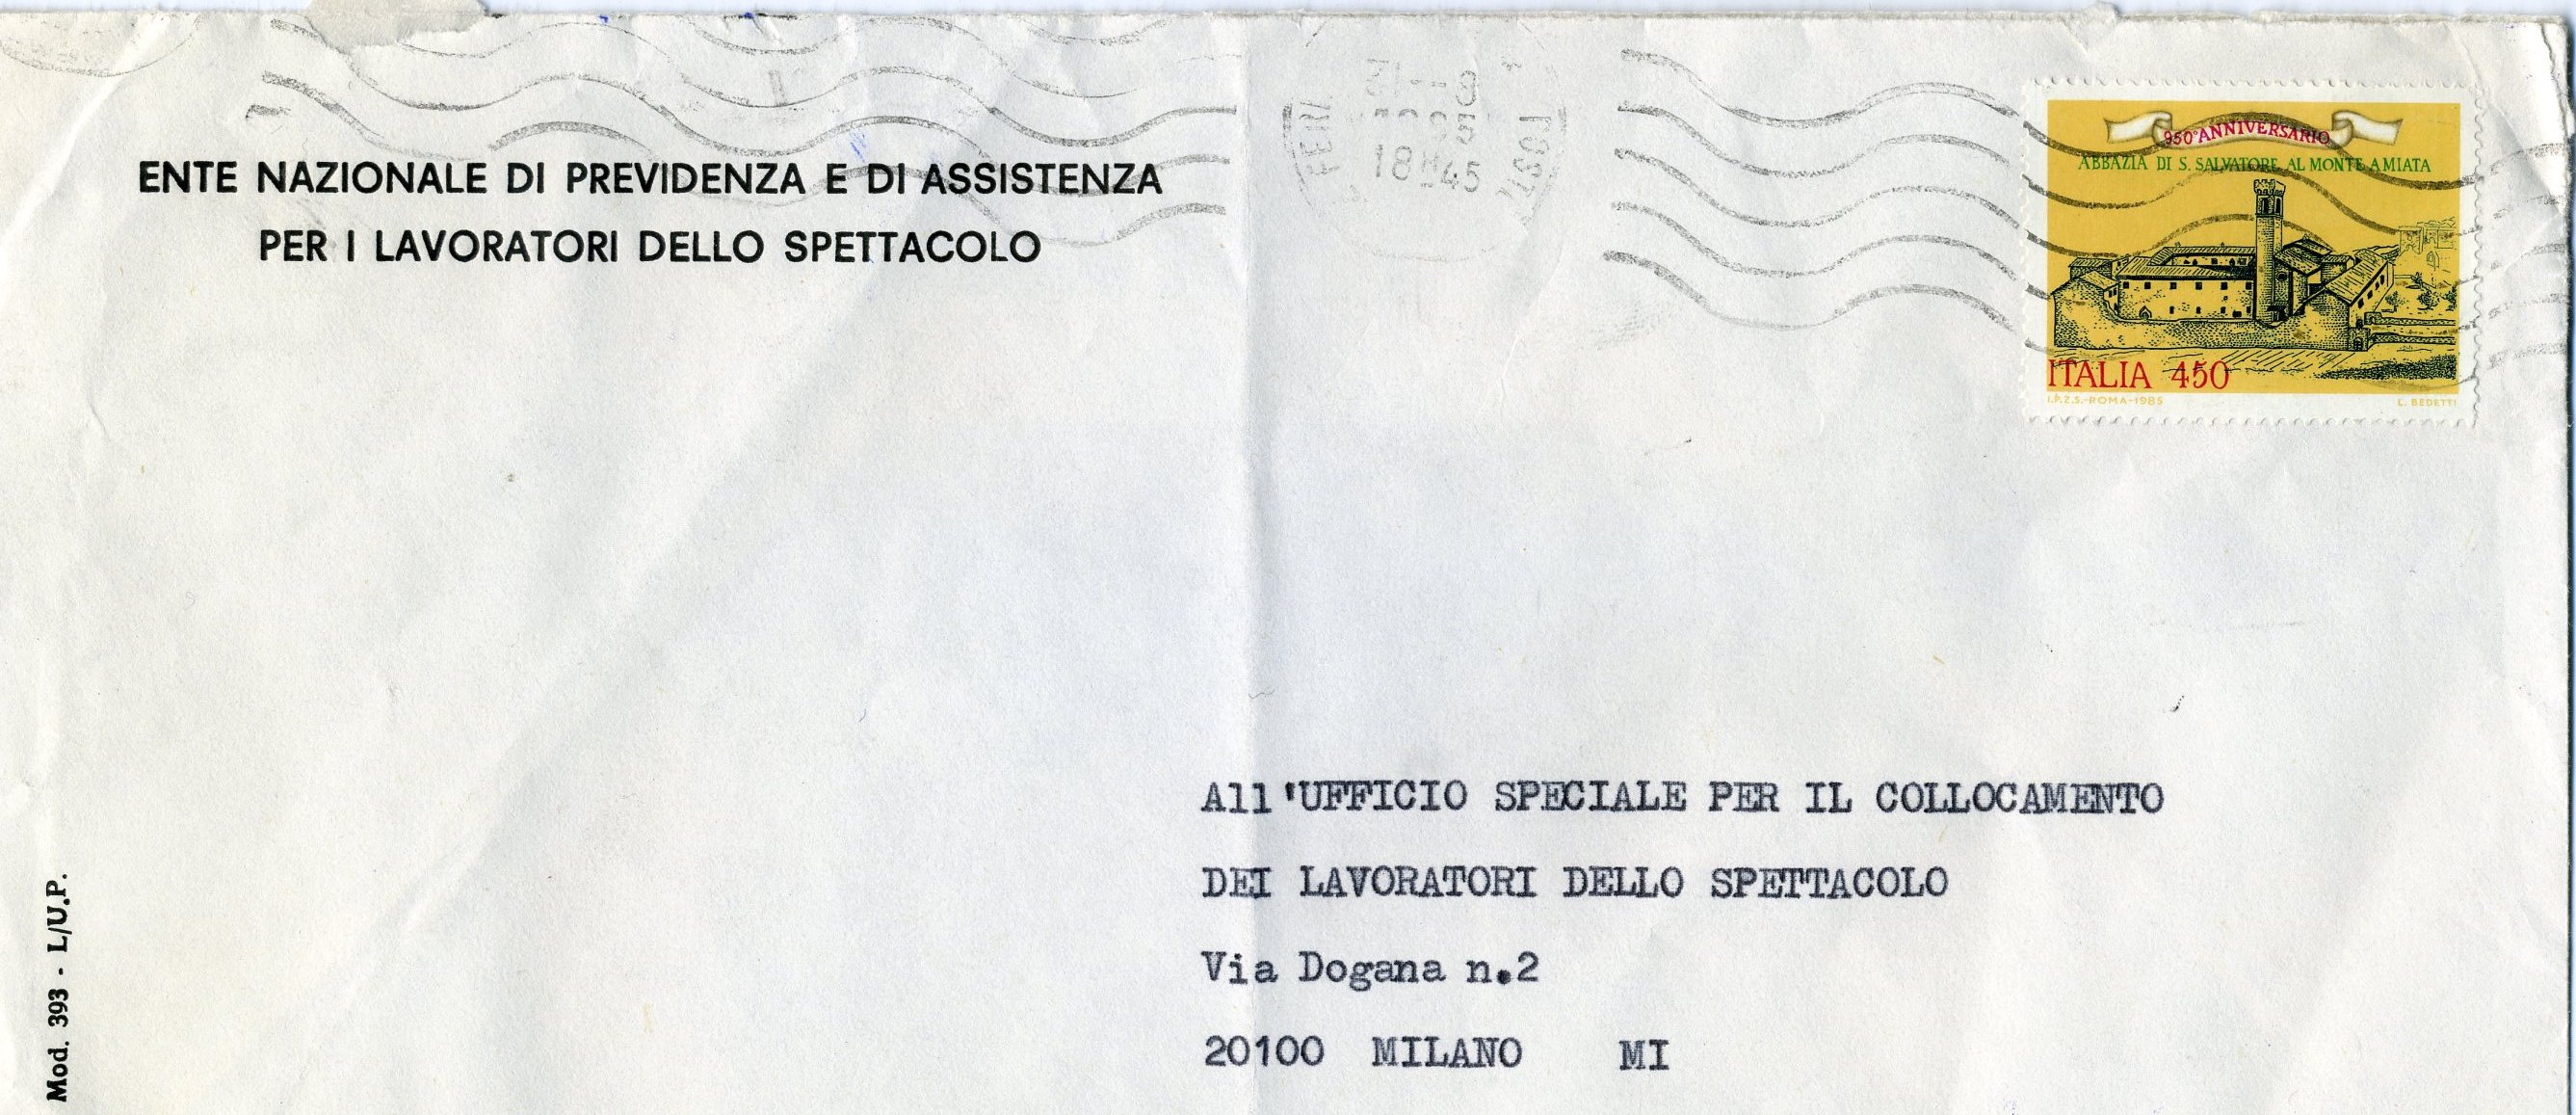 ENTE NAZIONALE DI PREVIDENZA E DI ASSISTENZA
PER I LAVORATORI DELLO SPETTACOLO
18H45
950°ANNIVERSARIO
ABBAZIA DI S. SALVATORE AL MONTE AMIATA
ITALIA 450
I.P.Z.S.-ROMA-1985 L. BEDETTI
All'UFFICIO SPECIALE PER IL COLLOCAMENTO
DEI LAVORATORI DELLO SPETTACOLO
Via Dogana n.2
20100 MILANO MI
Mod. 393 - L/U.P.